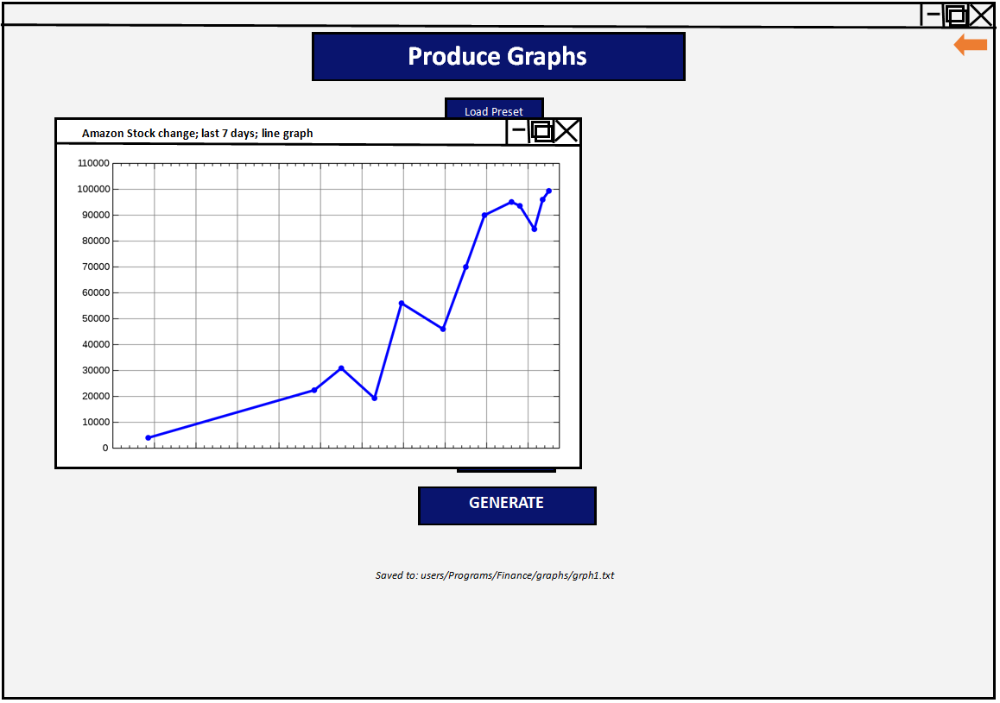 Produce Graphs
Load Preset
Amazon Stock change; last 7 days; line graph
110000
100000
90000
80000
70000
60000
50000
40000
30000
20000
10000
0
GENERATE
Saved to: users/Programs/Finance/graphs/grph1.txt